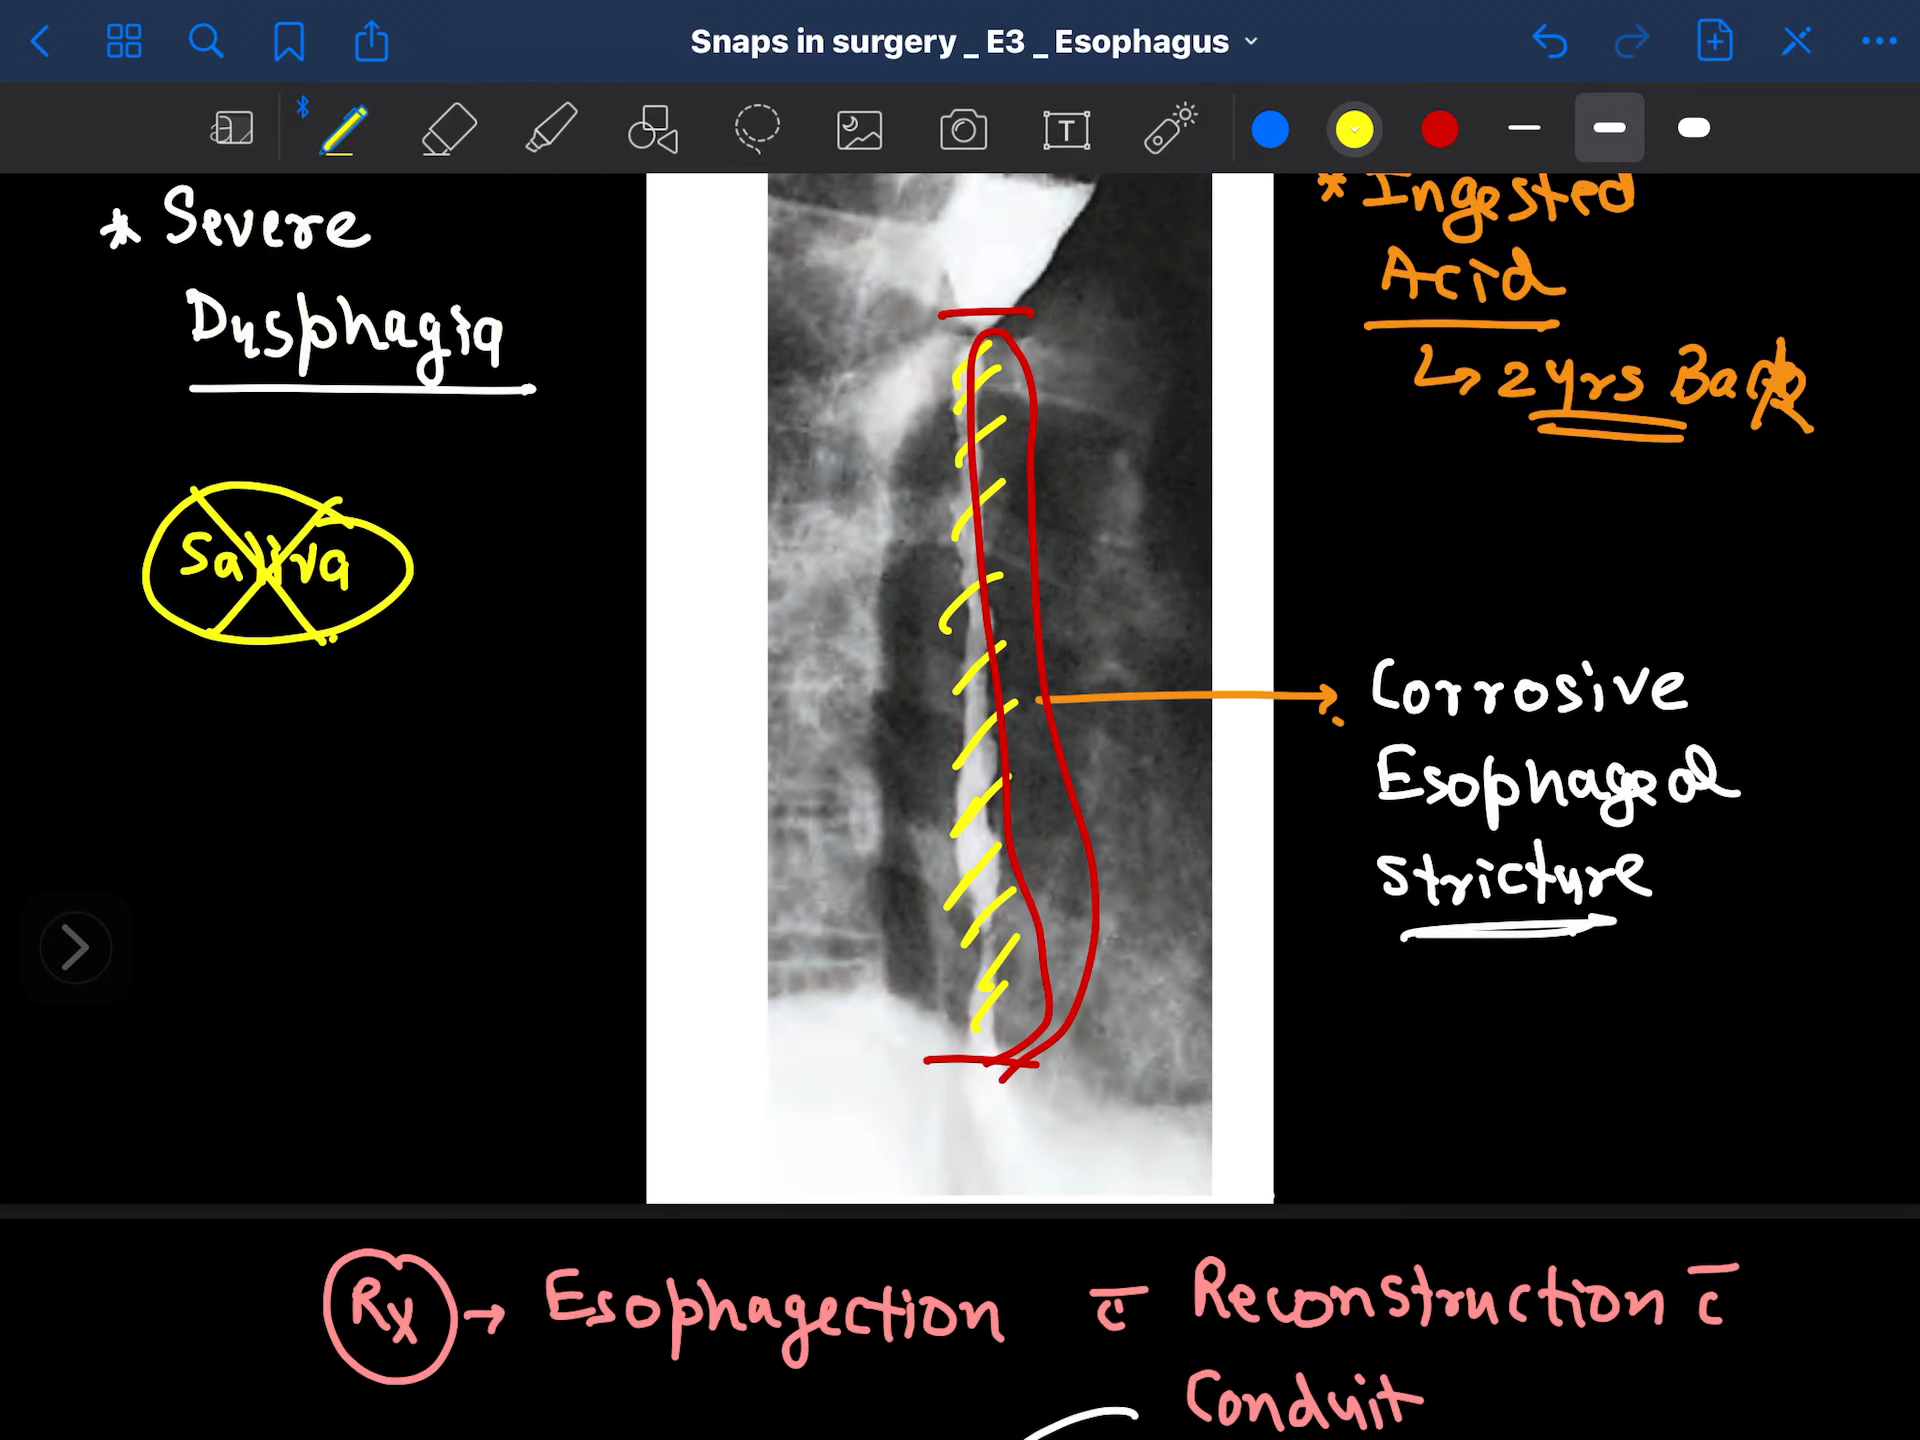 Snaps in surgery _ E3 _ Esophagus
T
* Severe
Dysphagia
Saliva
* Ingested
Acid
↳ 2 yrs Back
Corrosive
Esophageal
stricture
Rx → Esophagection c̄ Reconstruction c̄
Conduit